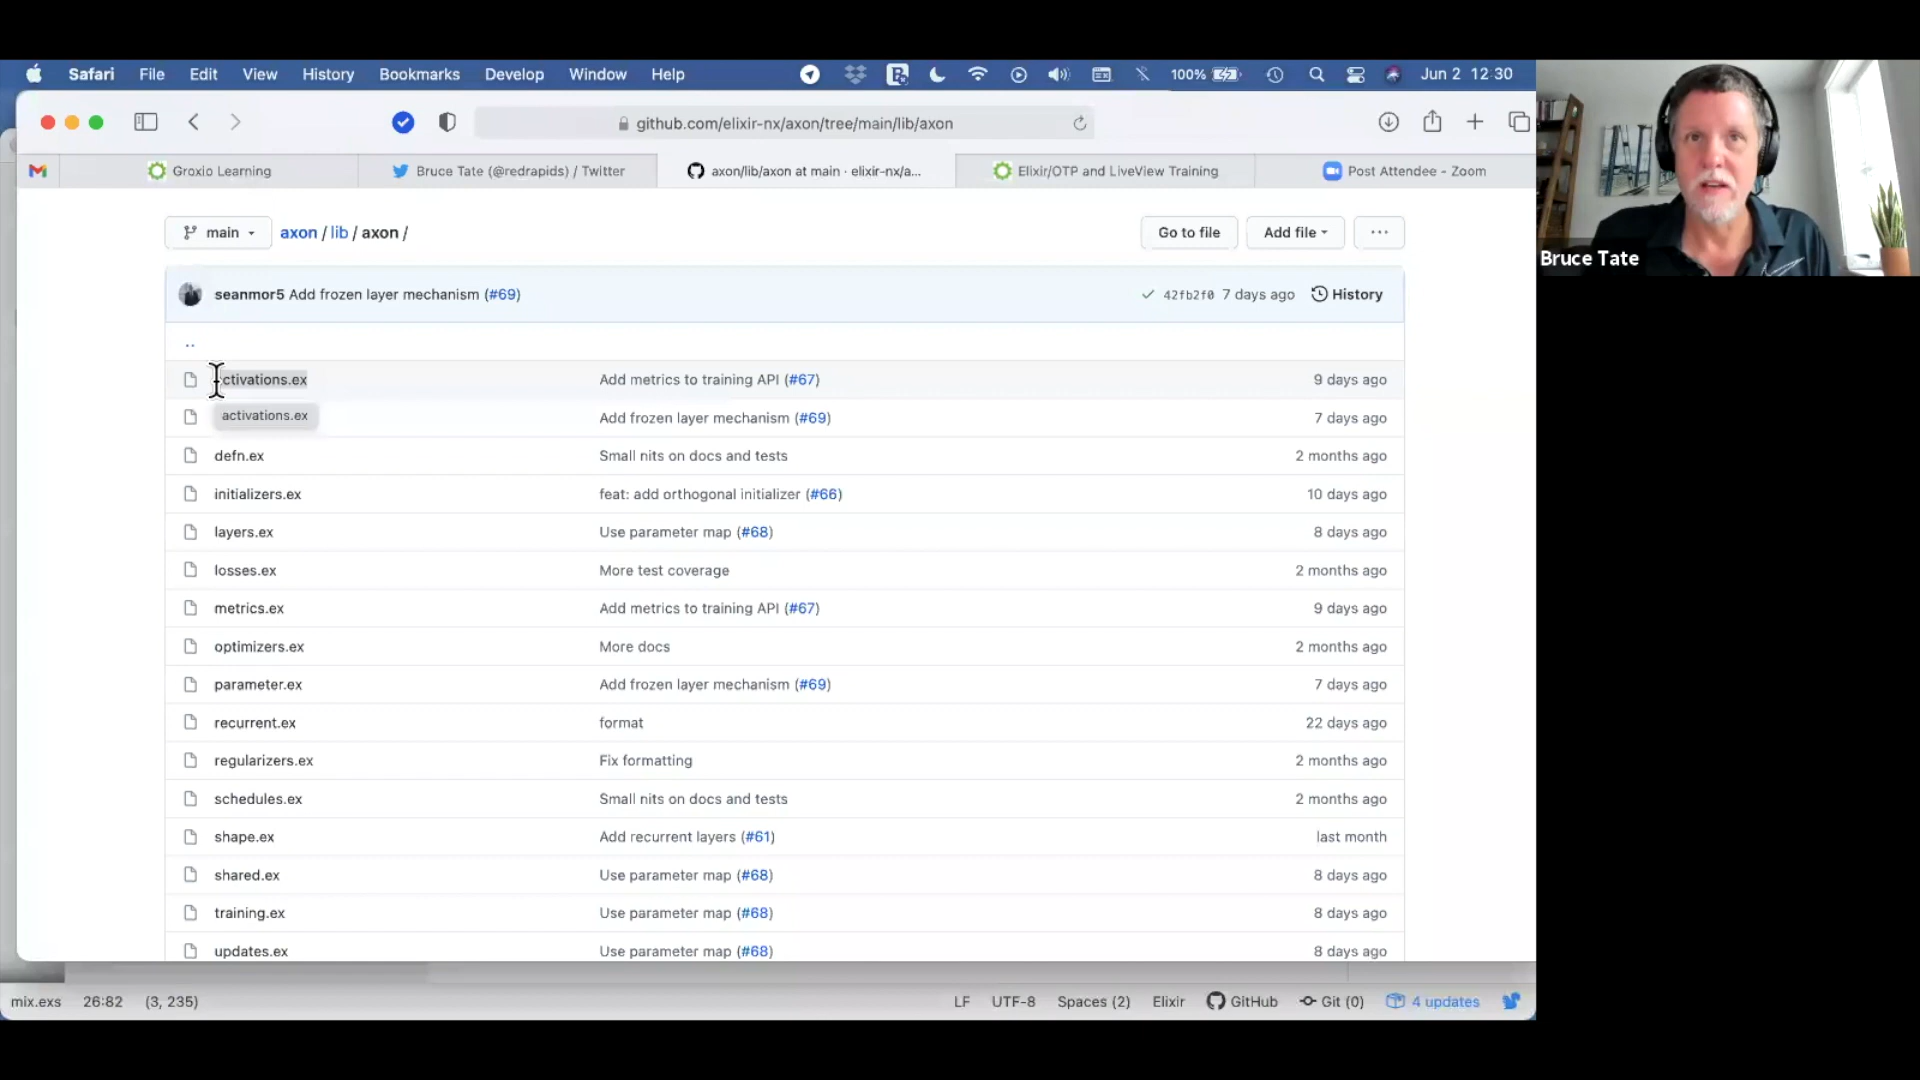 Safari File Edit View History Bookmarks Develop Window Help 100% Jun 2 12:30
github.com/elixir-nx/axon/tree/main/lib/axon
Groxio Learning Bruce Tate (@redrapids) / Twitter axon/lib/axon at main · elixir-nx/a... Elixir/OTP and LiveView Training Post Attendee - Zoom
main axon / lib / axon / Go to file Add file ...
Bruce Tate
seanmor5 Add frozen layer mechanism (#69) 42fb2f0 7 days ago History
..
activations.ex Add metrics to training API (#67) 9 days ago
activations.ex Add frozen layer mechanism (#69) 7 days ago
defn.ex Small nits on docs and tests 2 months ago
initializers.ex feat: add orthogonal initializer (#66) 10 days ago
layers.ex Use parameter map (#68) 8 days ago
losses.ex More test coverage 2 months ago
metrics.ex Add metrics to training API (#67) 9 days ago
optimizers.ex More docs 2 months ago
parameter.ex Add frozen layer mechanism (#69) 7 days ago
recurrent.ex format 22 days ago
regularizers.ex Fix formatting 2 months ago
schedules.ex Small nits on docs and tests 2 months ago
shape.ex Add recurrent layers (#61) last month
shared.ex Use parameter map (#68) 8 days ago
training.ex Use parameter map (#68) 8 days ago
updates.ex Use parameter map (#68) 8 days ago
mix.exs 26:82 (3, 235) LF UTF-8 Spaces (2) Elixir GitHub Git (0) 4 updates